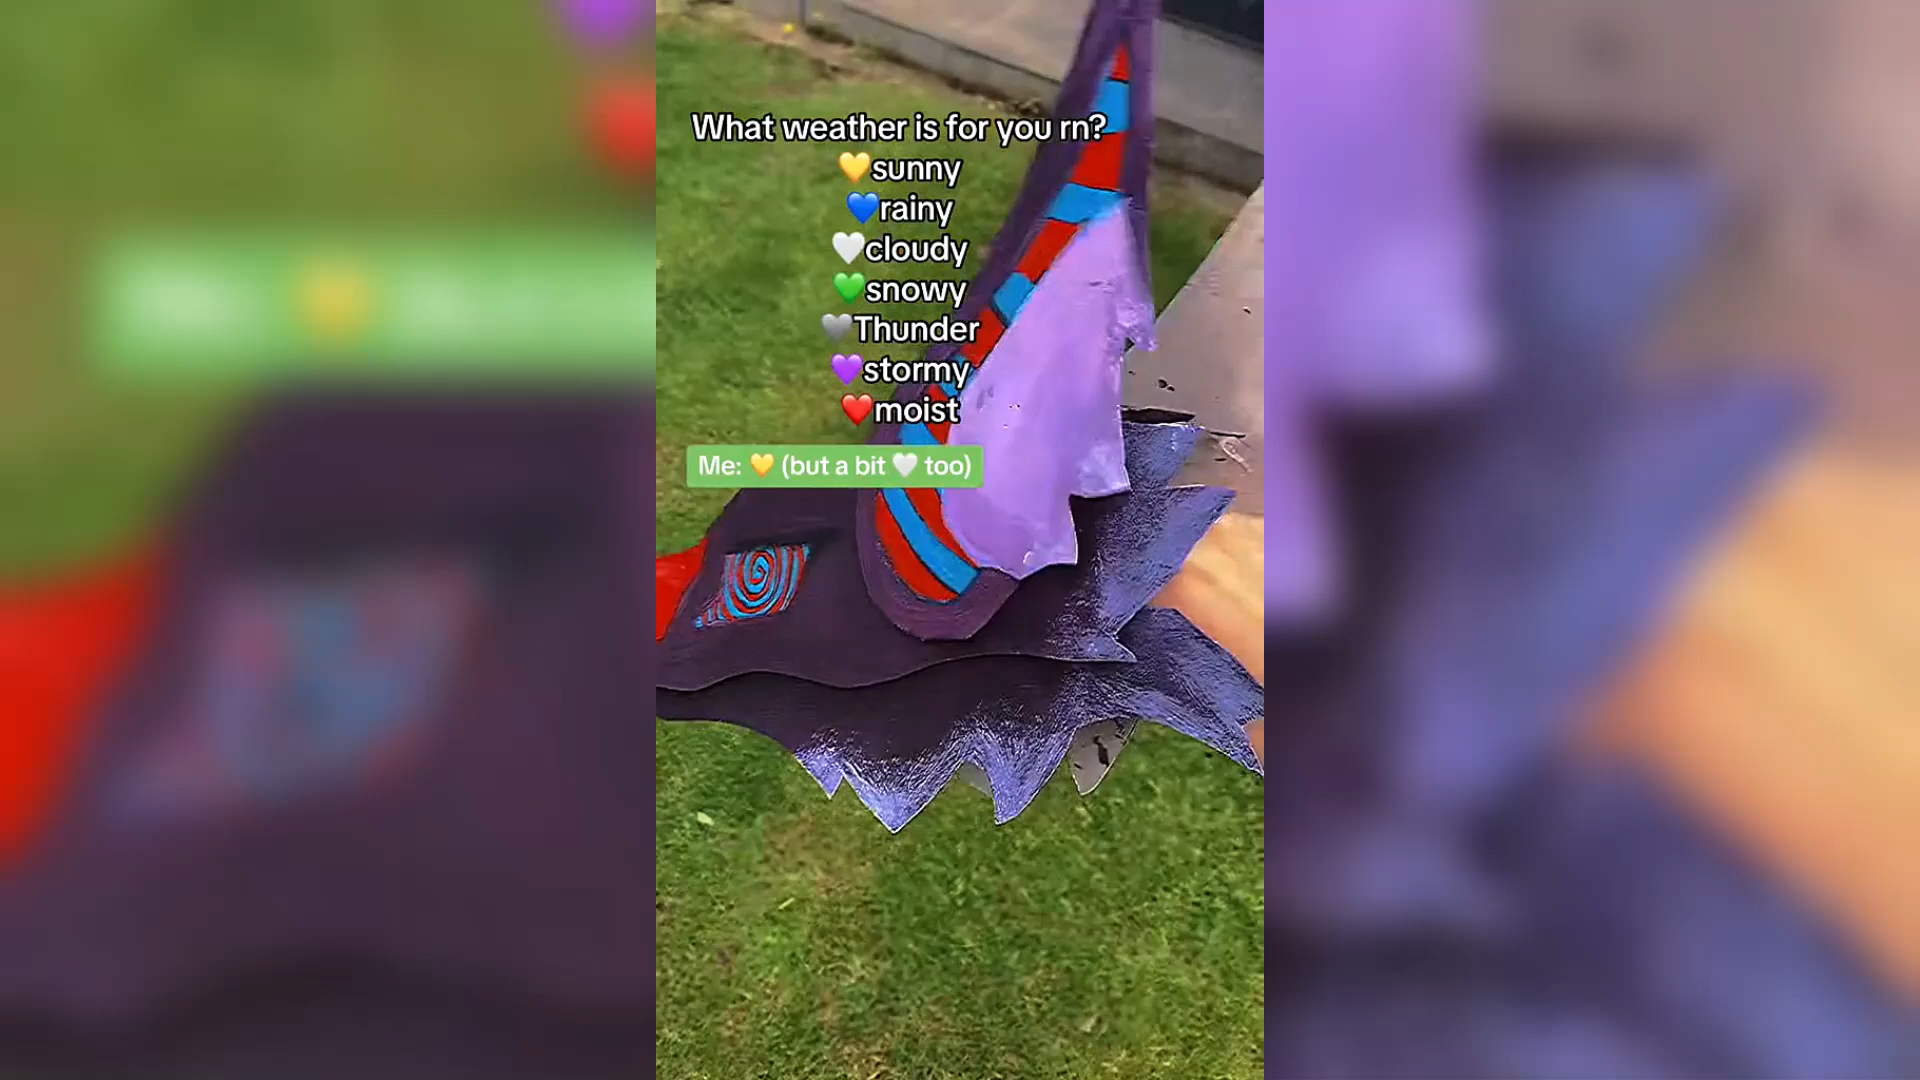 What weather is for you rn?
💛sunny
💙rainy
🤍cloudy
💚snowy
🩶Thunder
💜stormy
❤️moist
Me: 💛 (but a bit 🤍 too)